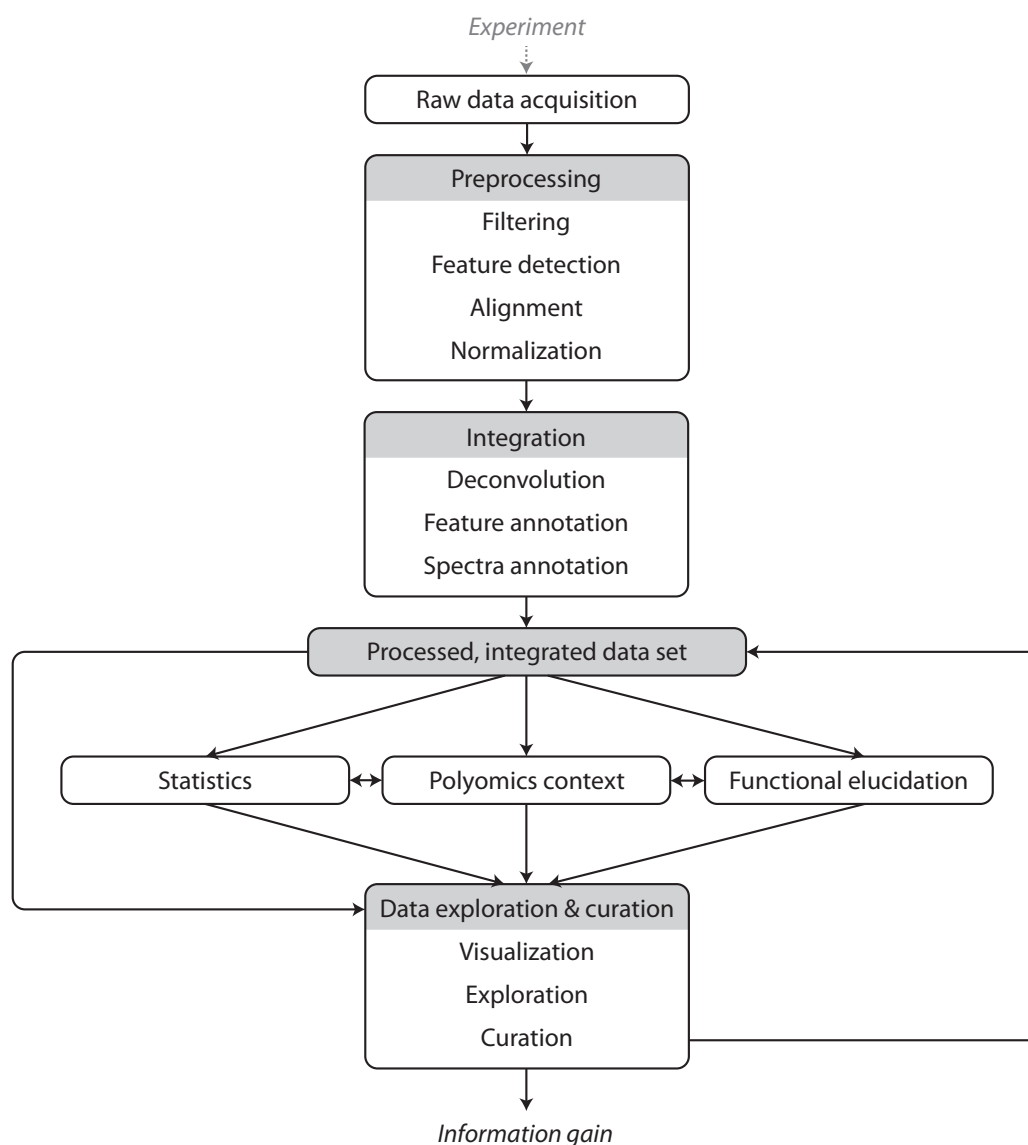 Experiment
Raw data acquisition
Preprocessing
Filtering
Feature detection
Alignment
Normalization
Integration
Deconvolution
Feature annotation
Spectra annotation
Processed, integrated data set
Statistics
Polyomics context
Functional elucidation
Data exploration & curation
Visualization
Exploration
Curation
Information gain